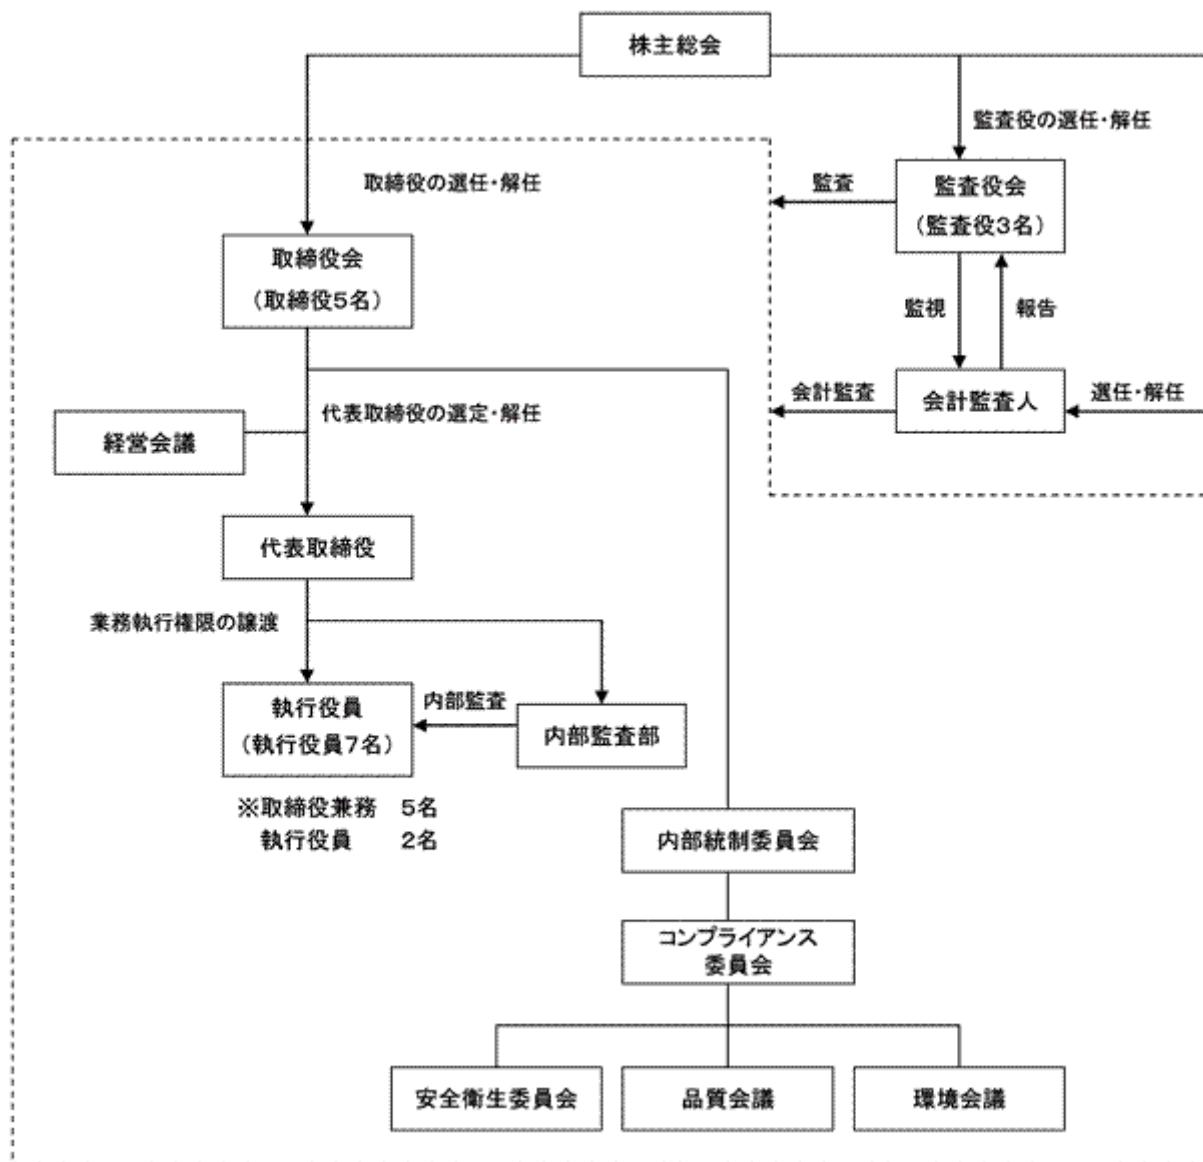 株主総会
監査役の選任・解任
取締役の選任・解任
監査
監査役会
（監査役3名）
取締役会
（取締役5名）
監視
報告
会計監査
会計監査人
選任・解任
代表取締役の選定・解任
経営会議
代表取締役
業務執行権限の譲渡
執行役員
（執行役員7名）
内部監査
内部監査部
※取締役兼務　5名
執行役員　2名
内部統制委員会
コンプライアンス
委員会
安全衛生委員会
品質会議
環境会議